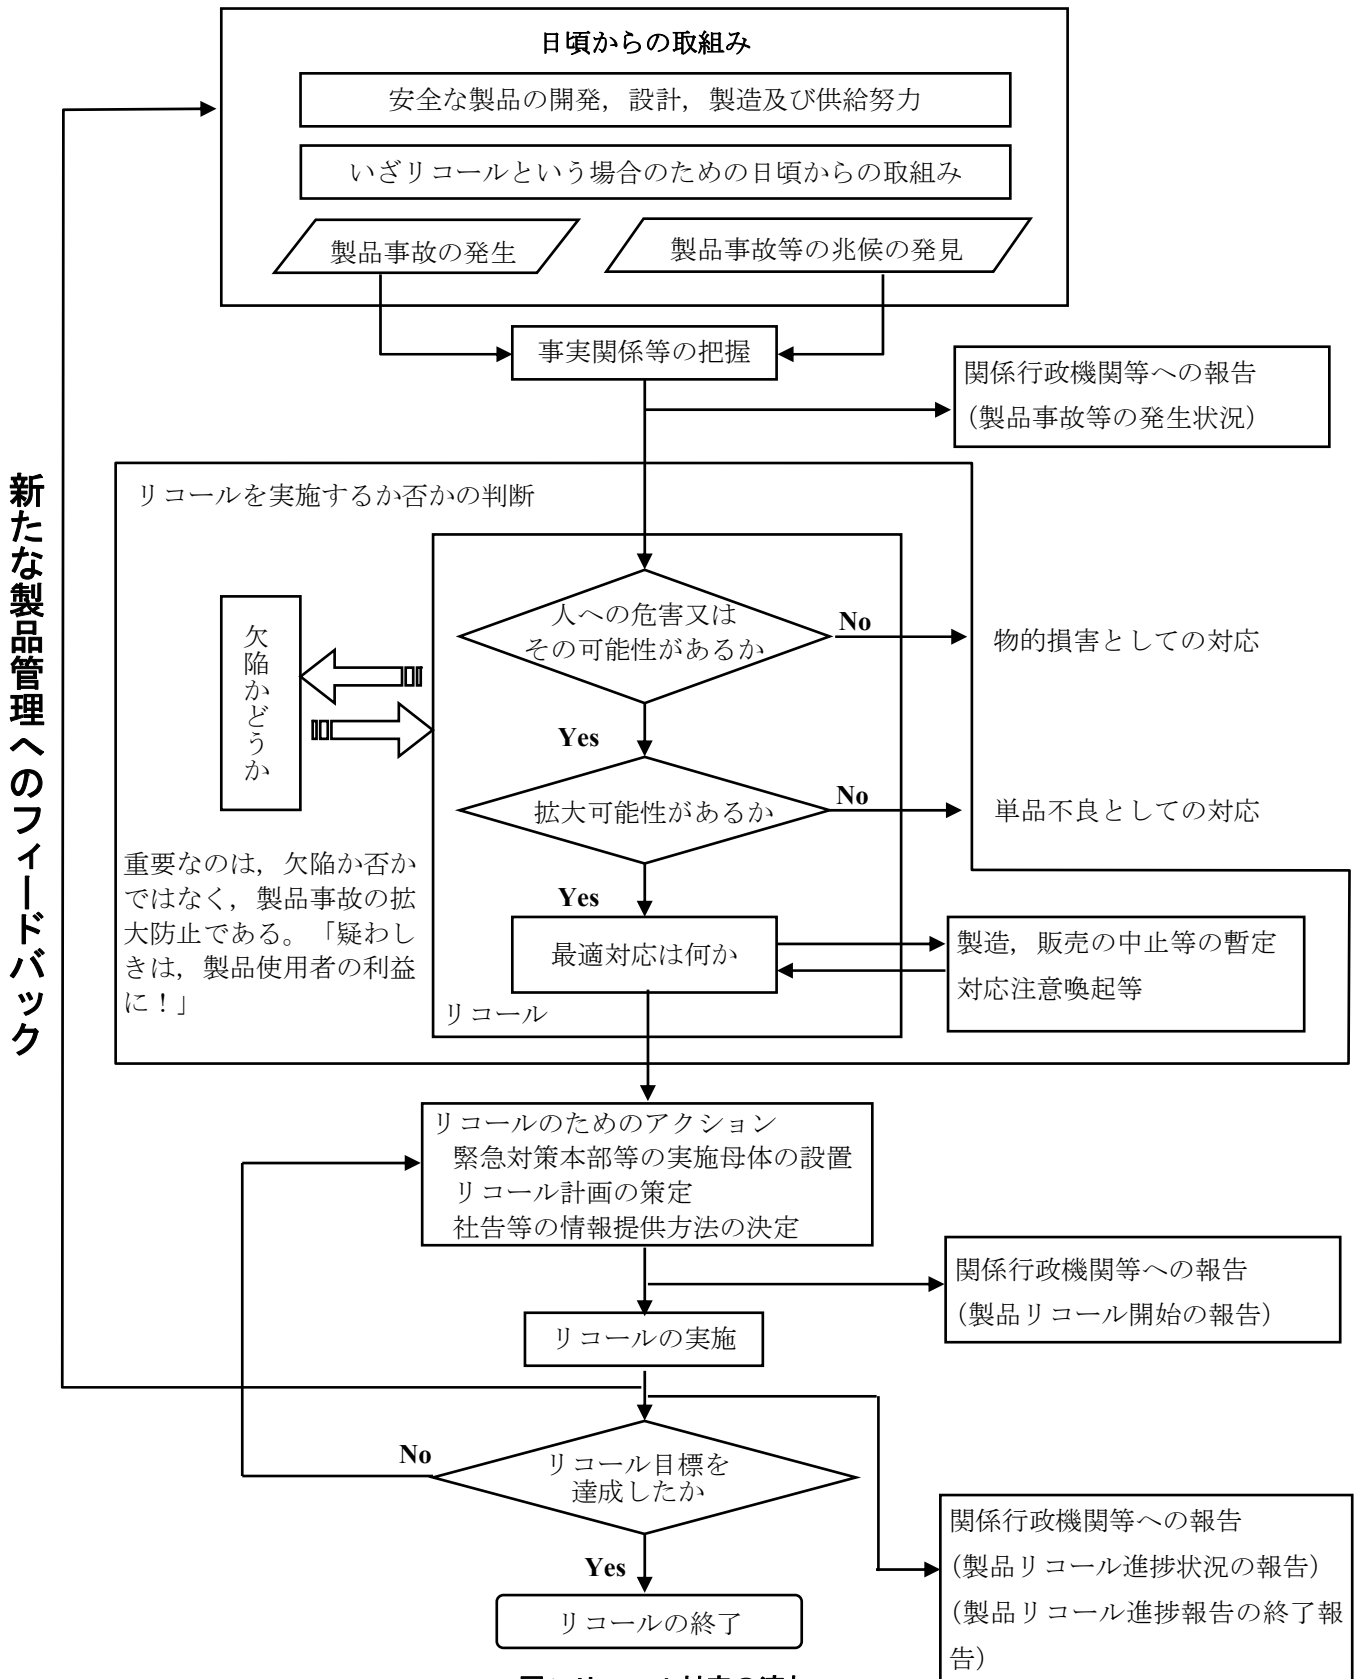 日頃からの取組み
安全な製品の開発，設計，製造及び供給努力
いざリコールという場合のための日頃からの取組み
製品事故の発生
製品事故等の兆候の発見
事実関係等の把握
関係行政機関等への報告
（製品事故等の発生状況）
新たな製品管理へのフィードバック
リコールを実施するか否かの判断
人への危害又は
その可能性があるか
No
物的損害としての対応
欠陥かどうか
Yes
拡大可能性があるか
No
単品不良としての対応
重要なのは，欠陥か否か
ではなく，製品事故の拡
大防止である。「疑わし
きは，製品使用者の利益
に！」
Yes
最適対応は何か
製造，販売の中止等の暫定
対応注意喚起等
リコール
リコールのためのアクション
緊急対策本部等の実施母体の設置
リコール計画の策定
社告等の情報提供方法の決定
関係行政機関等への報告
（製品リコール開始の報告）
リコールの実施
No
リコール目標を
達成したか
Yes
リコールの終了
関係行政機関等への報告
（製品リコール進捗状況の報告）
（製品リコール進捗報告の終了報
告）